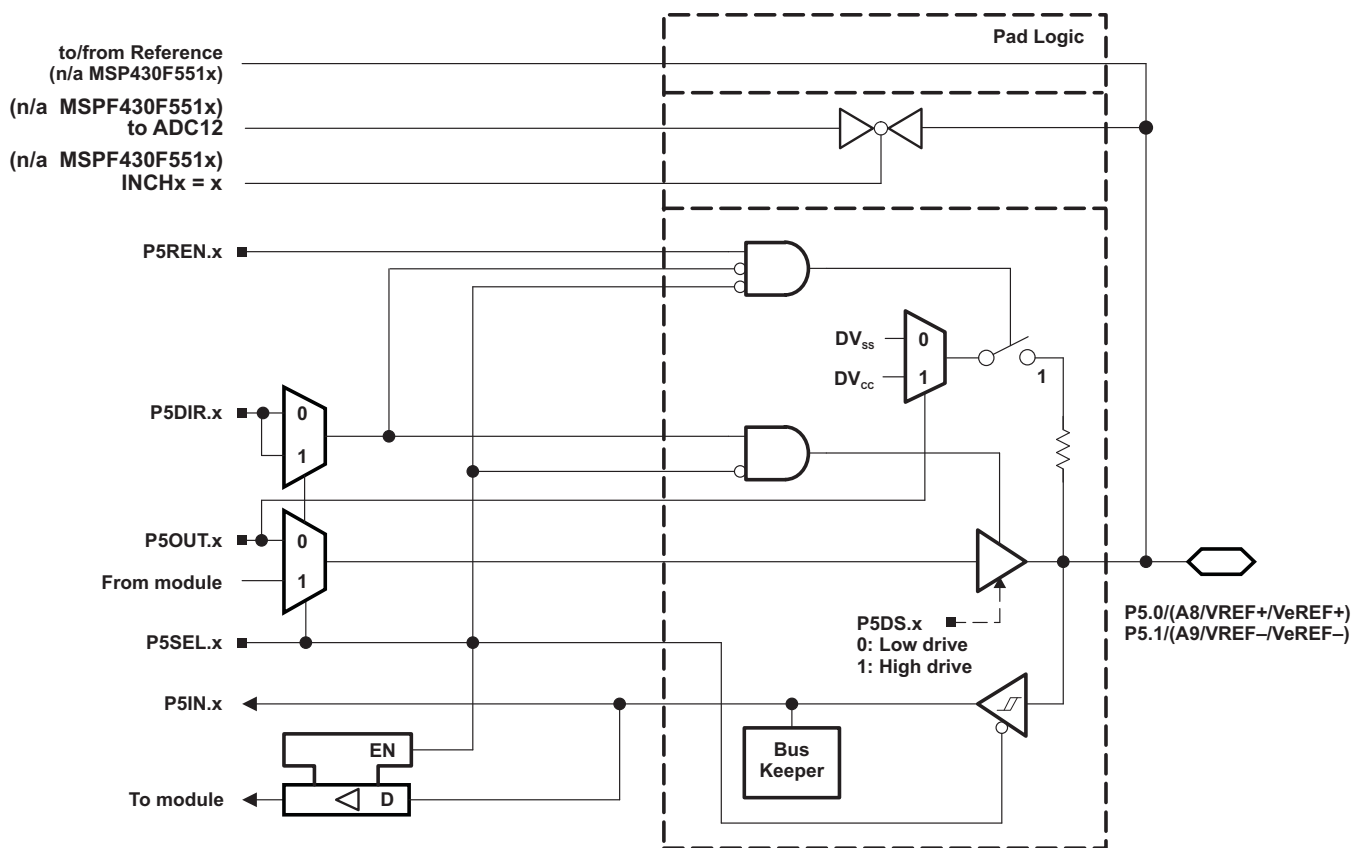 Pad Logic
to/from Reference
(n/a MSP430F551x)
(n/a MSPF430F551x)
to ADC12
(n/a MSPF430F551x)
INCHx = x
P5REN.x
DVss
0
DVcc
1
1
P5DIR.x
0
1
P5OUT.x
0
From module
1
P5DS.x
0: Low drive
1: High drive
P5.0/(A8/VREF+/VeREF+)
P5.1/(A9/VREF–/VeREF–)
P5SEL.x
P5IN.x
Bus
Keeper
EN
To module
D